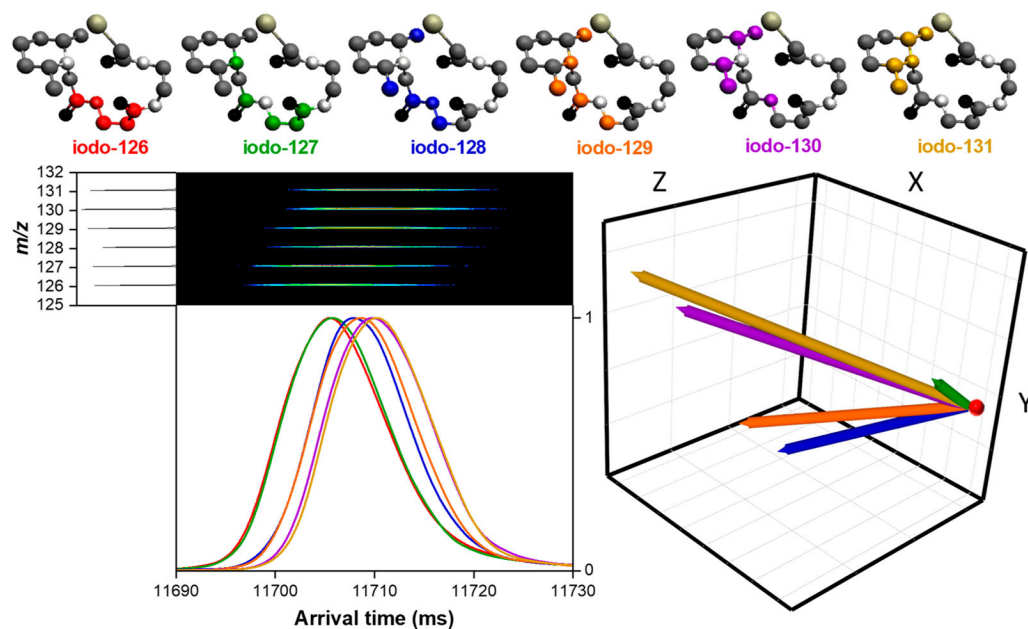 iodo-126 iodo-127 iodo-128 iodo-129 iodo-130 iodo-131
m/z
132
131
130
129
128
127
126
125
Z
X
Y
1
0
11690 11700 11710 11720 11730
Arrival time (ms)